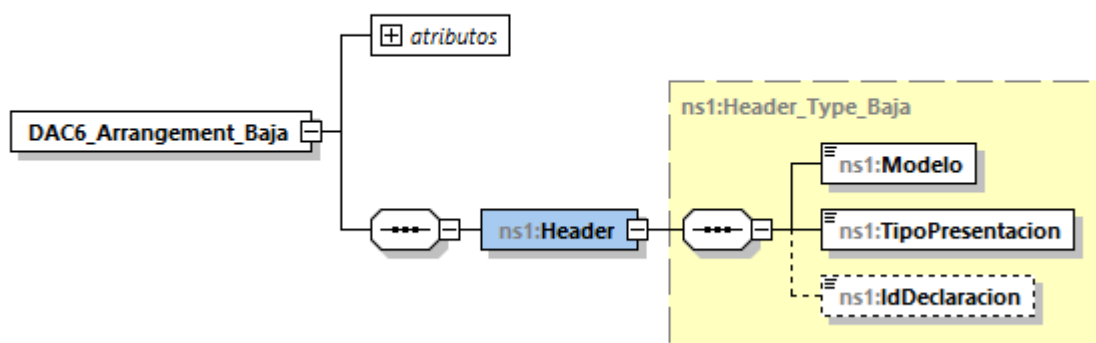 atributos
ns1:Header_Type_Baja
DAC6_Arrangement_Baja
ns1:Modelo
ns1:Header
ns1:TipoPresentacion
ns1:IdDeclaracion